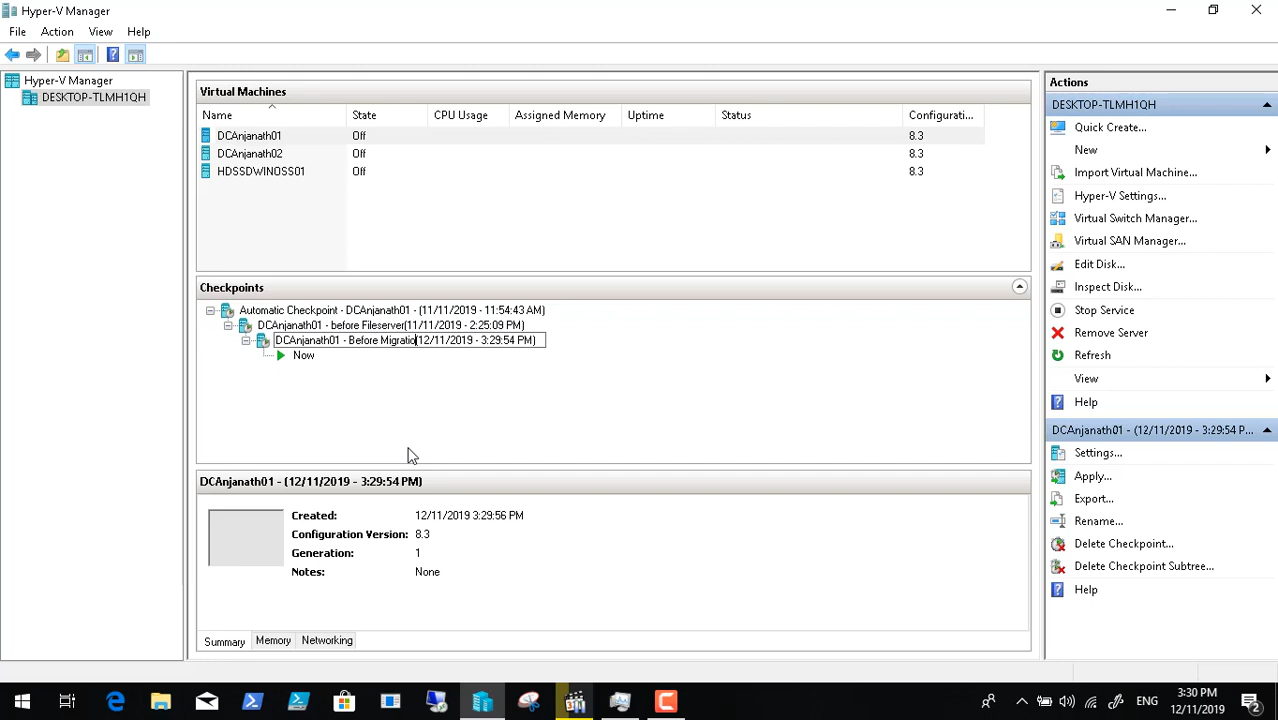 Hyper-V Manager
File Action View Help
Hyper-V Manager
DESKTOP-TLMH1QH
Virtual Machines
Name State CPU Usage Assigned Memory Uptime Status Configurati...
DCAnjanath01 Off 8.3
DCAnjanath02 Off 8.3
HDSSDWINOSS01 Off 8.3
Checkpoints
Automatic Checkpoint - DCAnjanath01 - (11/11/2019 - 11:54:43 AM)
DCAnjanath01 - before Fileserver(11/11/2019 - 2:25:09 PM)
DCAnjanath01 - Before Migratio(12/11/2019 - 3:29:54 PM)
Now
DCAnjanath01 - (12/11/2019 - 3:29:54 PM)
Created: 12/11/2019 3:29:56 PM
Configuration Version: 8.3
Generation: 1
Notes: None
Summary Memory Networking
Actions
DESKTOP-TLMH1QH
Quick Create...
New
Import Virtual Machine...
Hyper-V Settings...
Virtual Switch Manager...
Virtual SAN Manager...
Edit Disk...
Inspect Disk...
Stop Service
Remove Server
Refresh
View
Help
DCAnjanath01 - (12/11/2019 - 3:29:54 P...
Settings...
Apply...
Export...
Rename...
Delete Checkpoint...
Delete Checkpoint Subtree...
Help
ENG
3:30 PM
12/11/2019
2